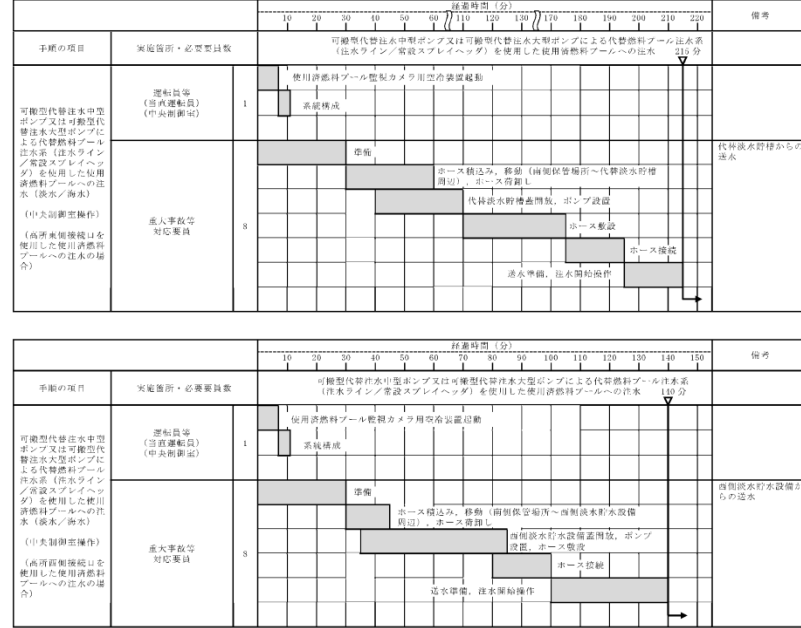 経過時間（分）
備考
10 20 30 40 50 60 110 120 130 170 180 190 200 210 220
手順の項目
実施箇所・必要要員数
可搬型代替注水中型ポンプ又は可搬型代替注水大型ポンプによる代替燃料プール注水系
（注水ライン／常設スプレイヘッダ）を使用した使用済燃料プールへの注水
215 分
可搬型代替注水中型
ポンプ又は可搬型代
替注水大型ポンプに
よる代替燃料プール
注水系（注水ライン
／常設スプレイヘッ
ダ）を使用した使用
済燃料プールへの注
水（淡水／海水）
（中央制御室操作）
（高所東側接続口を
使用した使用済燃料
プールへの注水の場
合）
運転員等
（当直運転員）
（中央制御室）
1
使用済燃料プール監視カメラ用空冷装置起動
系統構成
重大事故等
対応要員
8
準備
ホース積込み，移動（南側保管場所～代替淡水貯槽
周辺），ホース荷卸し
代替淡水貯槽蓋開放，ポンプ設置
ホース敷設
ホース接続
送水準備，注水開始操作
代替淡水貯槽からの
送水
経過時間（分）
備考
10 20 30 40 50 60 70 80 90 100 110 120 130 140 150
手順の項目
実施箇所・必要要員数
可搬型代替注水中型ポンプ又は可搬型代替注水大型ポンプによる代替燃料プール注水系
（注水ライン／常設スプレイヘッダ）を使用した使用済燃料プールへの注水
140 分
可搬型代替注水中型
ポンプ又は可搬型代
替注水大型ポンプに
よる代替燃料プール
注水系（注水ライン
／常設スプレイヘッ
ダ）を使用した使用
済燃料プールへの注
水（淡水／海水）
（中央制御室操作）
（高所西側接続口を
使用した使用済燃料
プールへの注水の場
合）
運転員等
（当直運転員）
（中央制御室）
1
使用済燃料プール監視カメラ用空冷装置起動
系統構成
重大事故等
対応要員
8
準備
ホース積込み，移動（南側保管場所～西側淡水貯水設備
周辺），ホース荷卸し
西側淡水貯水設備蓋開放，ポンプ
設置，ホース敷設
ホース接続
送水準備，注水開始操作
西側淡水貯水設備か
らの送水